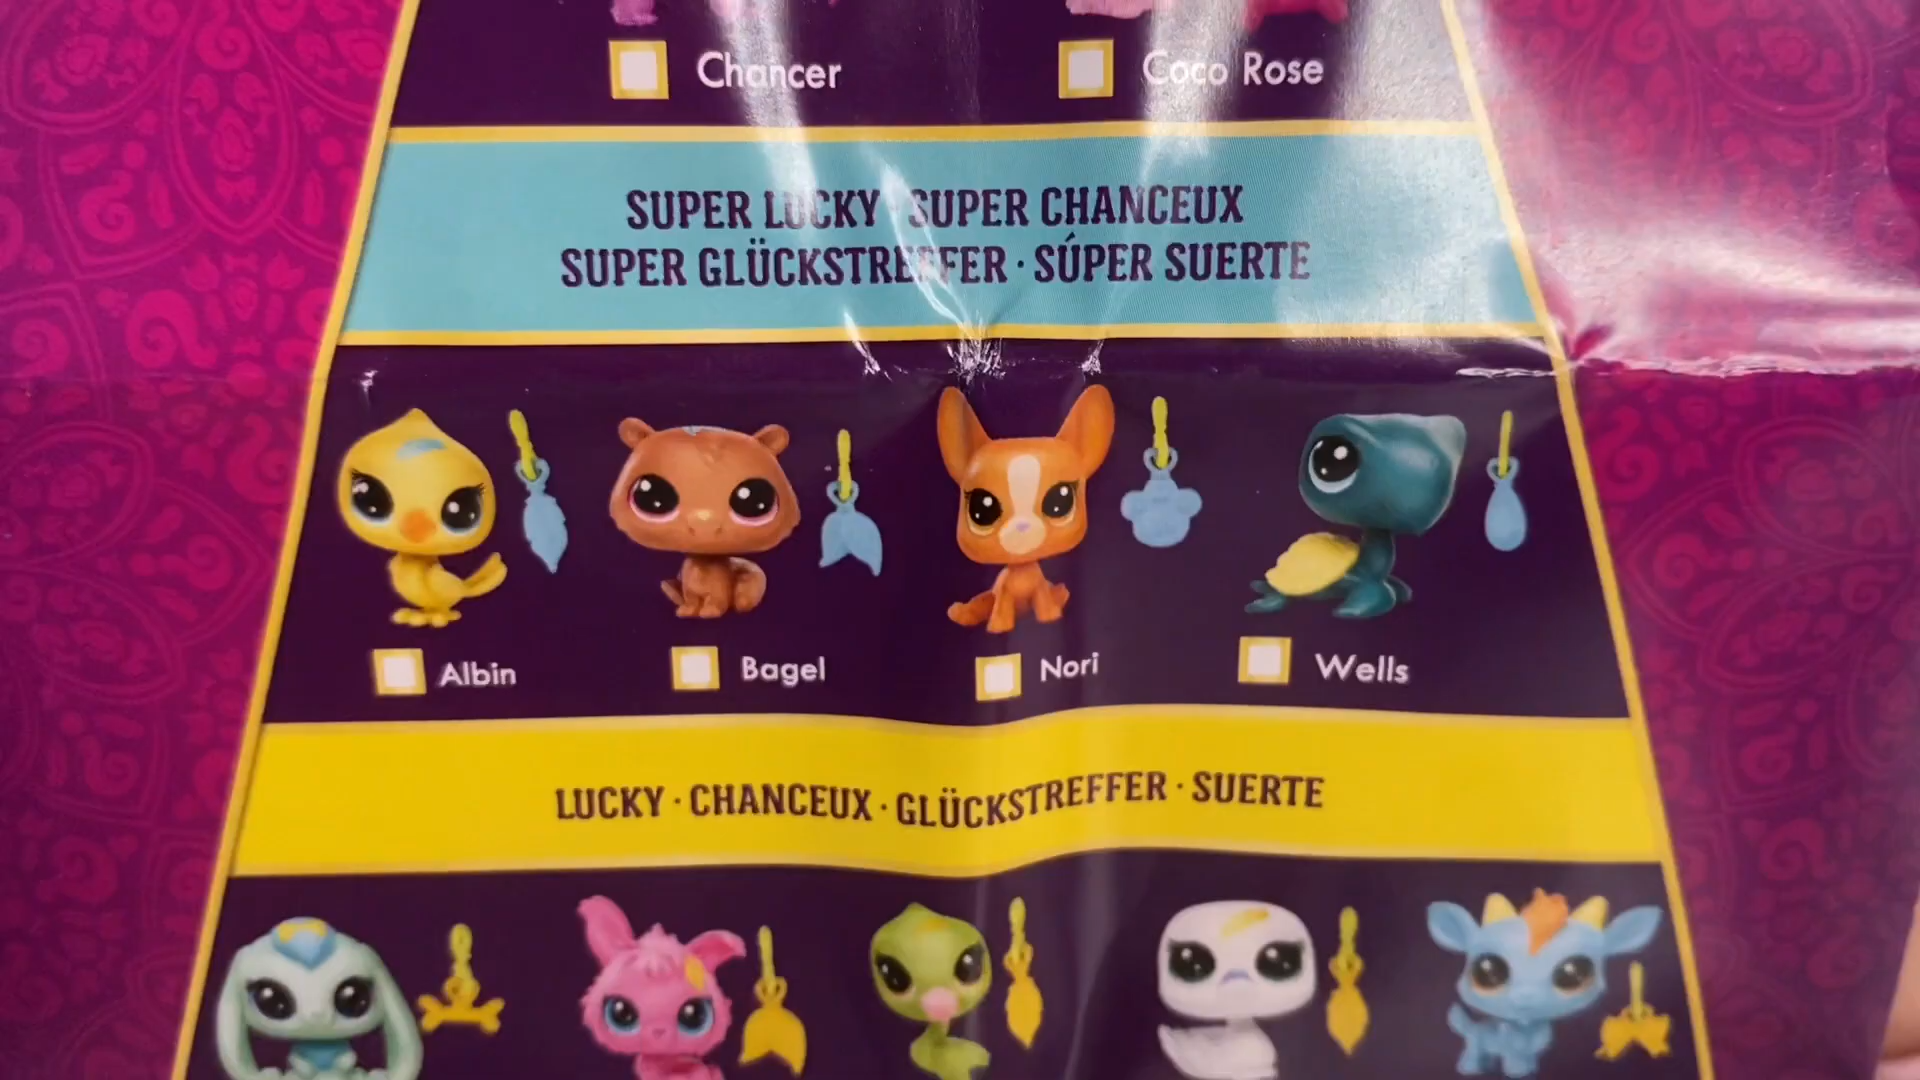 Chancer
Coco Rose
SUPER LUCKY SUPER CHANCEUX
SUPER GLÜCKSTREFFER · SÚPER SUERTE
Albin
Bagel
Nori
Wells
LUCKY · CHANCEUX · GLÜCKSTREFFER · SUERTE